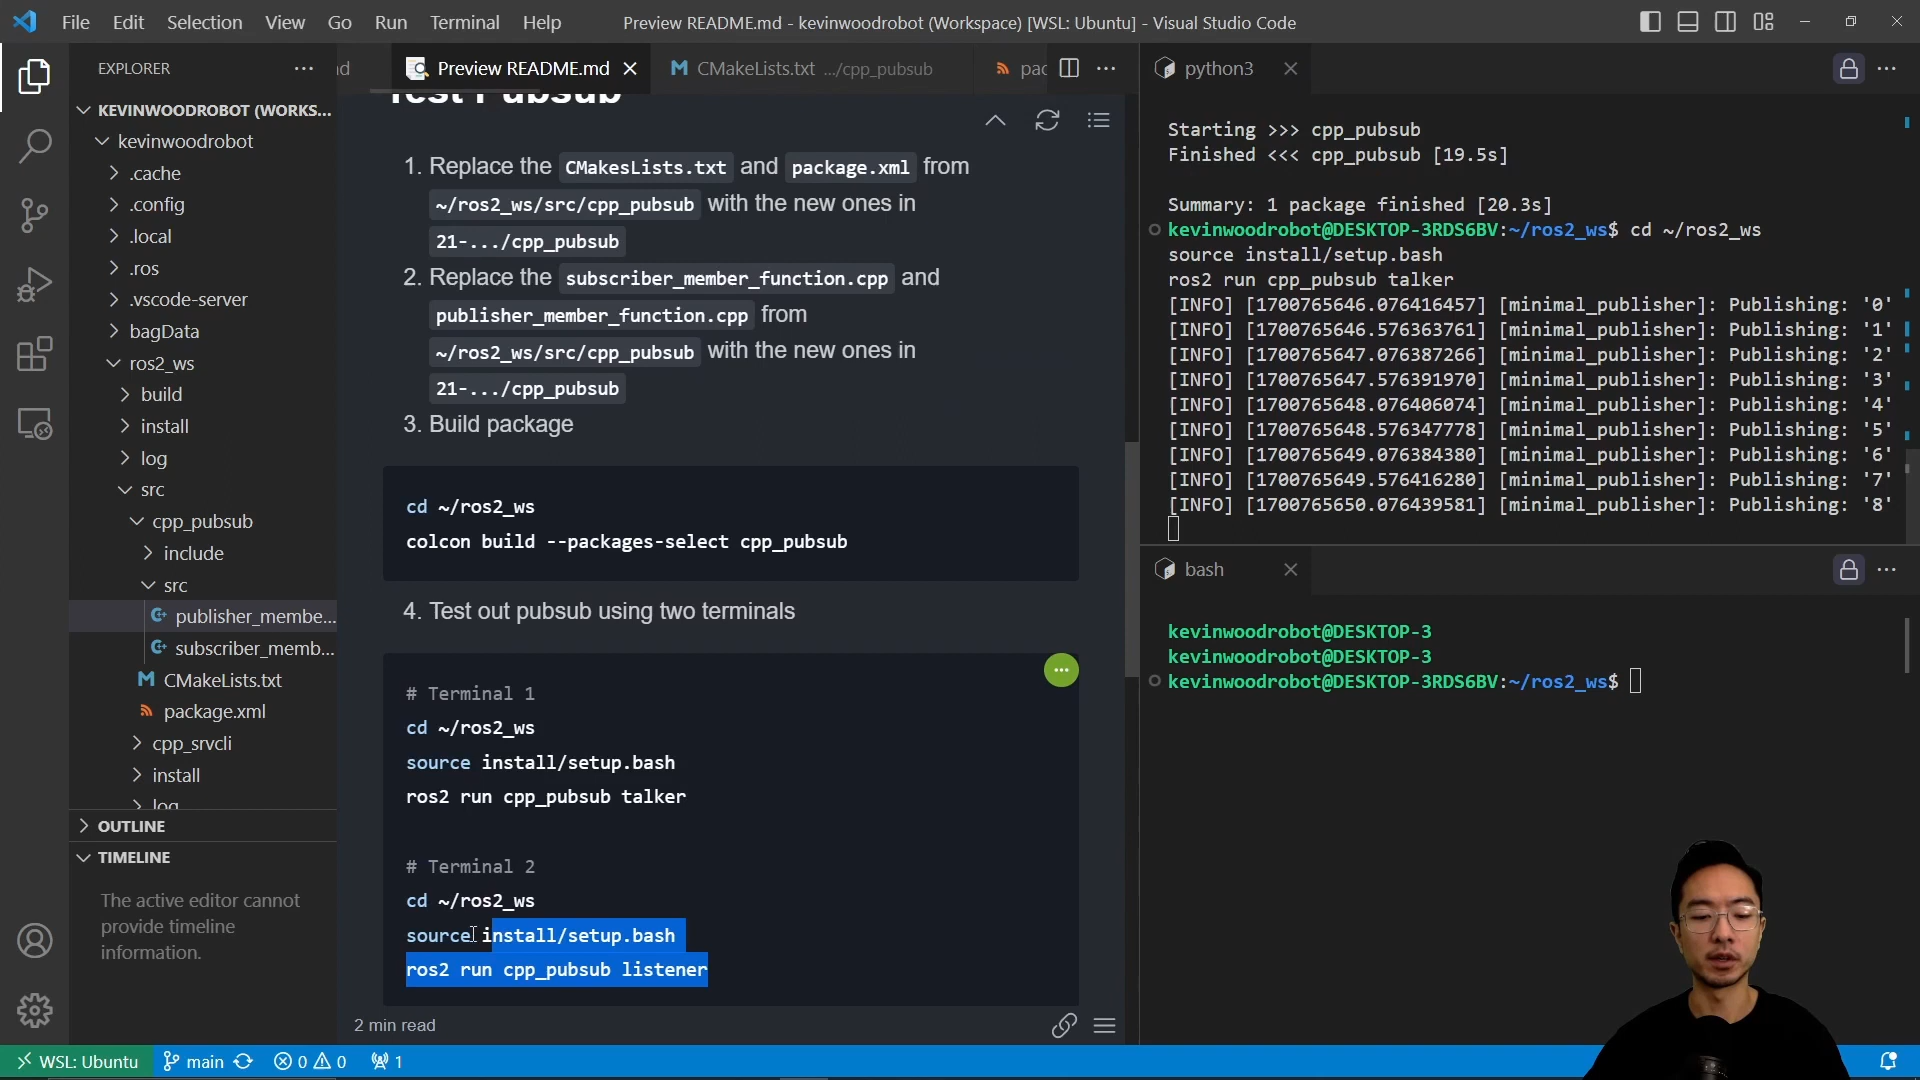 File Edit Selection View Go Run Terminal Help
Preview README.md - kevinwoodrobot (Workspace) [WSL: Ubuntu] - Visual Studio Code
EXPLORER
KEVINWOODROBOT (WORKS...
kevinwoodrobot
.cache
.config
.local
.ros
.vscode-server
bagData
ros2_ws
build
install
log
src
cpp_pubsub
include
src
publisher_membe...
subscriber_memb...
CMakeLists.txt
package.xml
cpp_srvcli
install
log
OUTLINE
TIMELINE
The active editor cannot
provide timeline
information.
Preview README.md
CMakeLists.txt .../cpp_pubsub
pac
Test Pubsub
1. Replace the CMakesLists.txt and package.xml from
~/ros2_ws/src/cpp_pubsub with the new ones in
21-.../cpp_pubsub
2. Replace the subscriber_member_function.cpp and
publisher_member_function.cpp from
~/ros2_ws/src/cpp_pubsub with the new ones in
21-.../cpp_pubsub
3. Build package
cd ~/ros2_ws
colcon build --packages-select cpp_pubsub
4. Test out pubsub using two terminals
# Terminal 1
cd ~/ros2_ws
source install/setup.bash
ros2 run cpp_pubsub talker
# Terminal 2
cd ~/ros2_ws
source install/setup.bash
ros2 run cpp_pubsub listener
2 min read
python3
Starting >>> cpp_pubsub
Finished <<< cpp_pubsub [19.5s]
Summary: 1 package finished [20.3s]
kevinwoodrobot@DESKTOP-3RDS6BV:~/ros2_ws$ cd ~/ros2_ws
source install/setup.bash
ros2 run cpp_pubsub talker
[INFO] [1700765646.076416457] [minimal_publisher]: Publishing: '0'
[INFO] [1700765646.576363761] [minimal_publisher]: Publishing: '1'
[INFO] [1700765647.076387266] [minimal_publisher]: Publishing: '2'
[INFO] [1700765647.576391970] [minimal_publisher]: Publishing: '3'
[INFO] [1700765648.076406074] [minimal_publisher]: Publishing: '4'
[INFO] [1700765648.576347778] [minimal_publisher]: Publishing: '5'
[INFO] [1700765649.076384380] [minimal_publisher]: Publishing: '6'
[INFO] [1700765649.576416280] [minimal_publisher]: Publishing: '7'
[INFO] [1700765650.076439581] [minimal_publisher]: Publishing: '8'
bash
kevinwoodrobot@DESKTOP-3
kevinwoodrobot@DESKTOP-3
kevinwoodrobot@DESKTOP-3RDS6BV:~/ros2_ws$
WSL: Ubuntu main 0 0 1